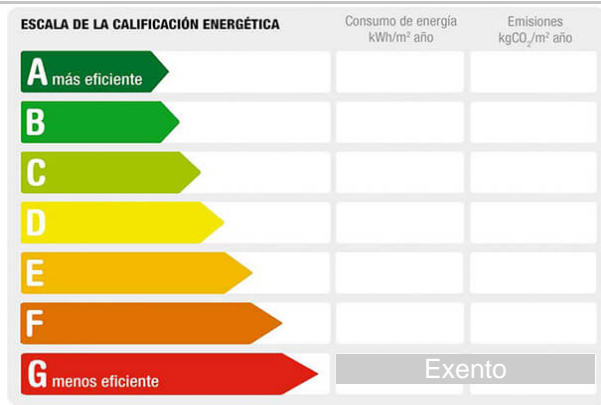 ESCALA DE LA CALIFICACIÓN ENERGÉTICA
Consumo de energía
kWh/m² año
Emisiones
kgCO₂/m² año
A más eficiente
B
C
D
E
F
G menos eficiente
Exento